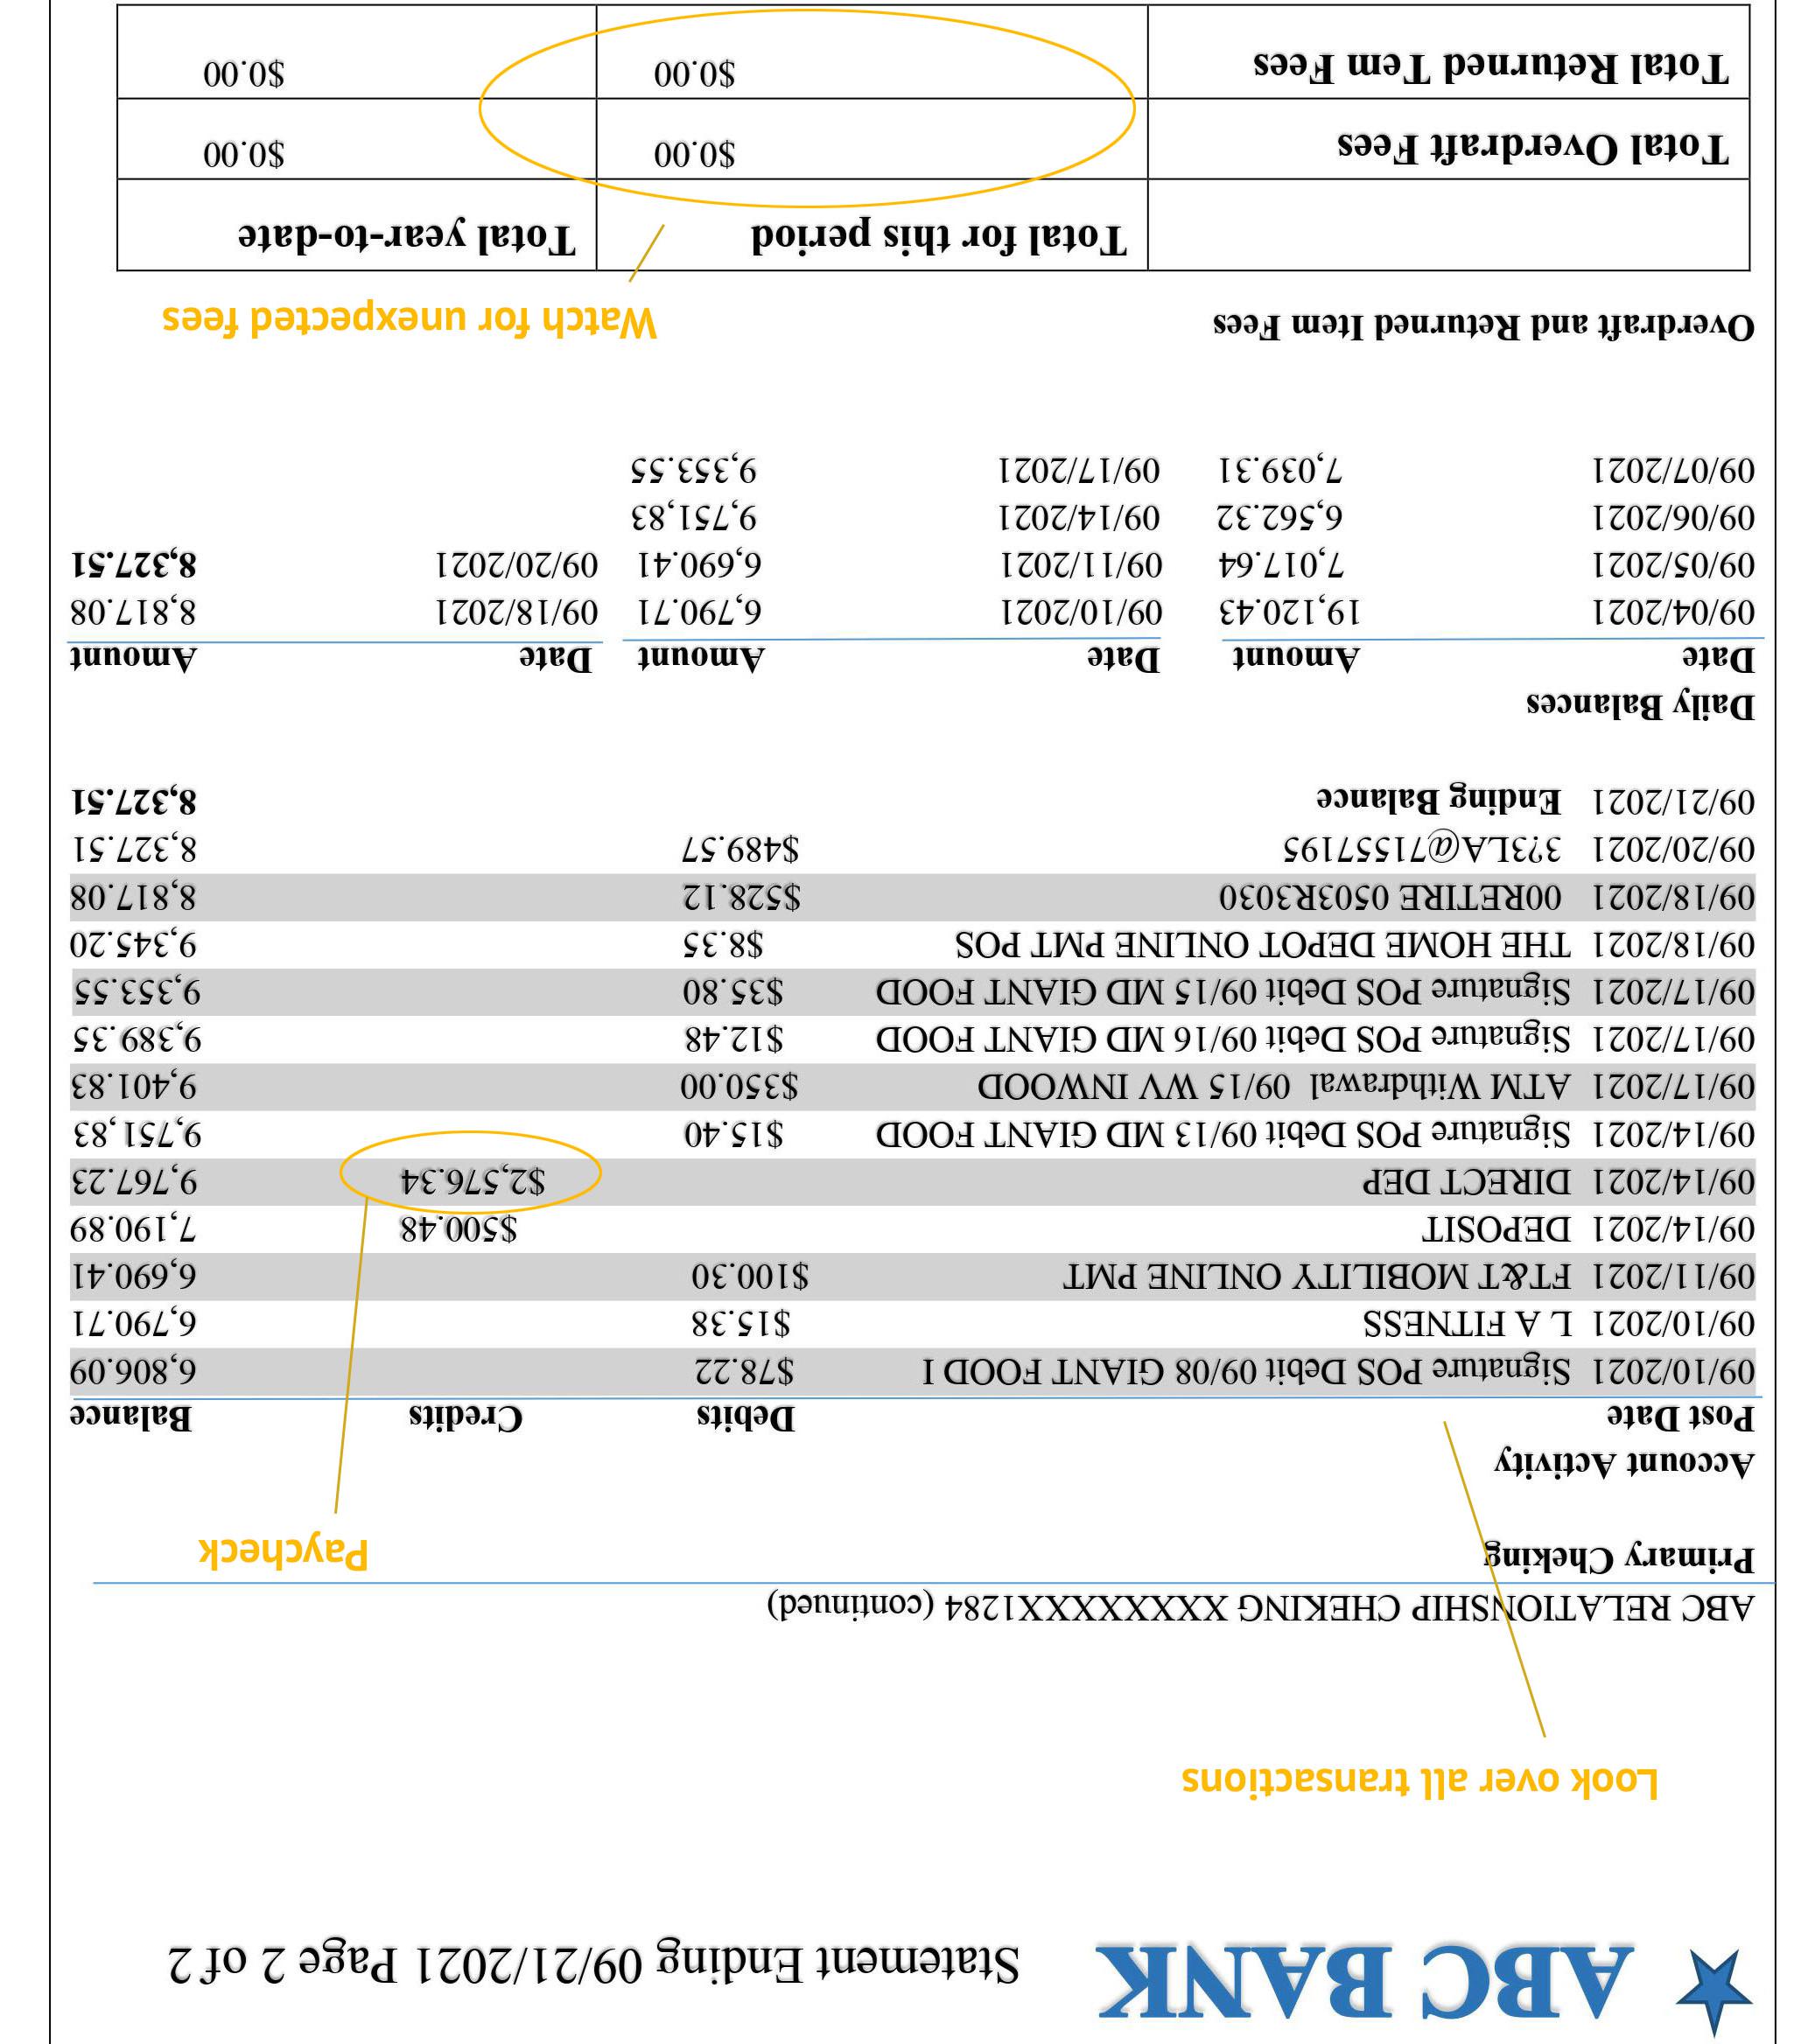 ABC BANK Statement Ending 09/21/2021 Page 2 of 2
Look over all transactions
ABC RELATIONSHIP CHEKING XXXXXXXXX1284 (continued)
Primary Cheking
Paycheck
Account Activity
Post Date Debits Credits Balance
09/10/2021 Signature POS Debit 09/08 GIANT FOOD I $78.22 6,806.09
09/10/2021 L A FITNESS $15.38 6,790.71
09/11/2021 FT&T MOBILITY ONLINE PMT $100.30 6,690.41
09/14/2021 DEPOSIT $500.48 7,190.89
09/14/2021 DIRECT DEP $2,576.34 9,767.23
09/14/2021 Signature POS Debit 09/13 MD GIANT FOOD $15.40 9,751,83
09/17/2021 ATM Withdrawal 09/15 WV INWOOD $350.00 9,401.83
09/17/2021 Signature POS Debit 09/16 MD GIANT FOOD $12.48 9,389.35
09/17/2021 Signature POS Debit 09/15 MD GIANT FOOD $35.80 9,353.55
09/18/2021 THE HOME DEPOT ONLINE PMT POS $8.35 9,345.20
09/18/2021 00RETIRE 0503R3030 $528.12 8,817.08
09/20/2021 3?3LA@71557195 $489.57 8,327.51
09/21/2021 Ending Balance 8,327.51
Daily Balances
Date Amount Date Amount Date Amount
09/04/2021 19,120.43 09/10/2021 6,790.71 09/18/2021 8,817.08
09/05/2021 7,017.64 09/11/2021 6,690.41 09/20/2021 8,327.51
09/06/2021 6,562.32 09/14/2021 9,751,83
09/07/2021 7,039.31 09/17/2021 9,353.55
Overdraft and Returned Item Fees
Watch for unexpected fees
Total for this period Total year-to-date
Total Overdraft Fees $0.00 $0.00
Total Returned Tem Fees $0.00 $0.00